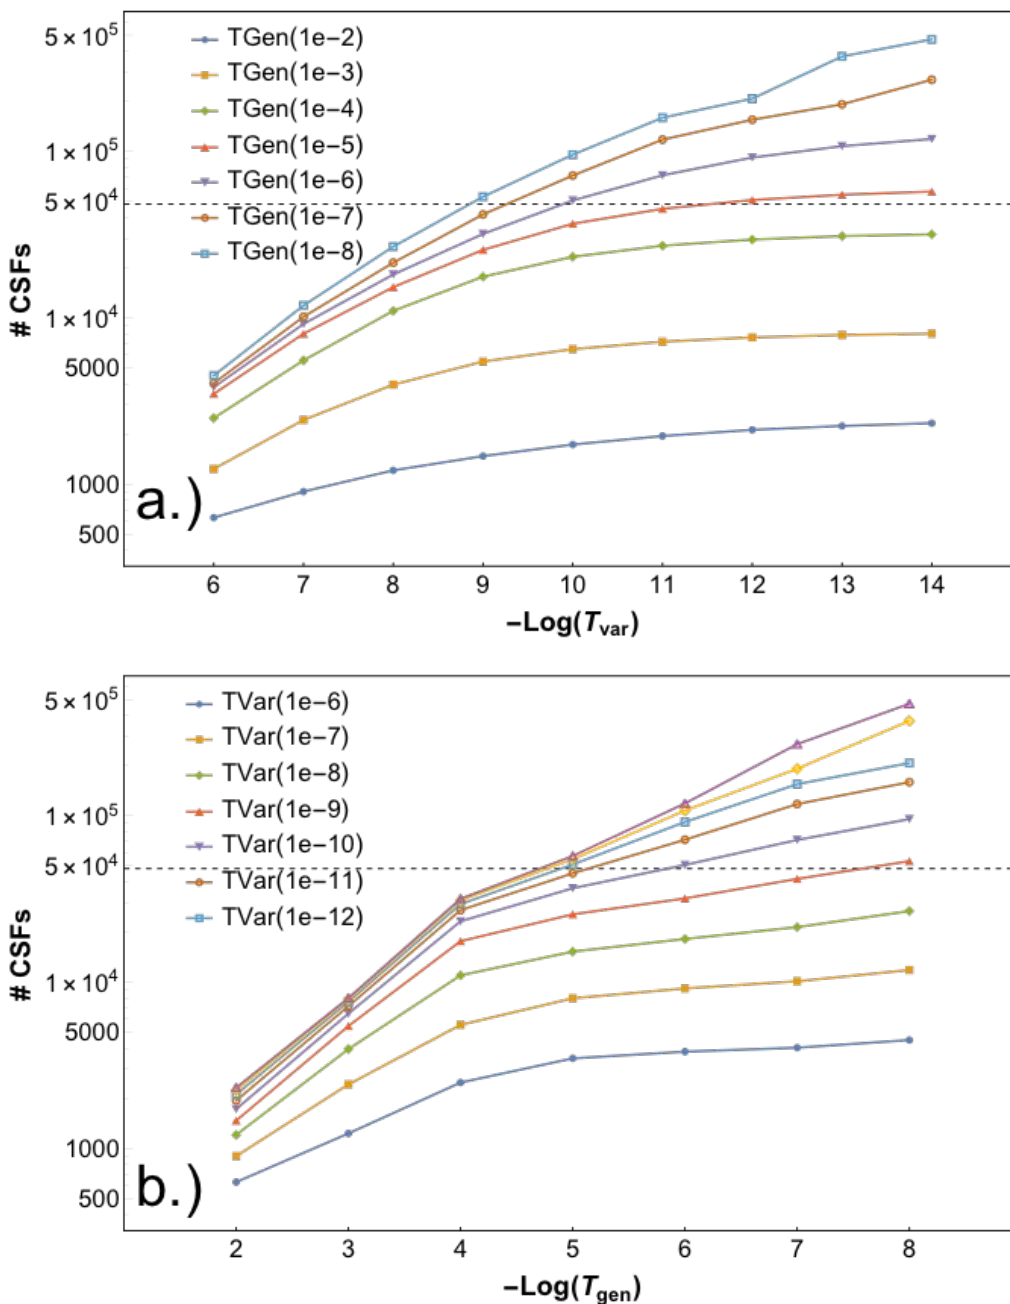 5 × 10⁵
1 × 10⁵
5 × 10⁴
1 × 10⁴
5000
1000
500
# CSFs
TGen(1e−2)
TGen(1e−3)
TGen(1e−4)
TGen(1e−5)
TGen(1e−6)
TGen(1e−7)
TGen(1e−8)
a.)
6 7 8 9 10 11 12 13 14
−Log(Tvar)
5 × 10⁵
1 × 10⁵
5 × 10⁴
1 × 10⁴
5000
1000
500
# CSFs
TVar(1e−6)
TVar(1e−7)
TVar(1e−8)
TVar(1e−9)
TVar(1e−10)
TVar(1e−11)
TVar(1e−12)
b.)
2 3 4 5 6 7 8
−Log(Tgen)